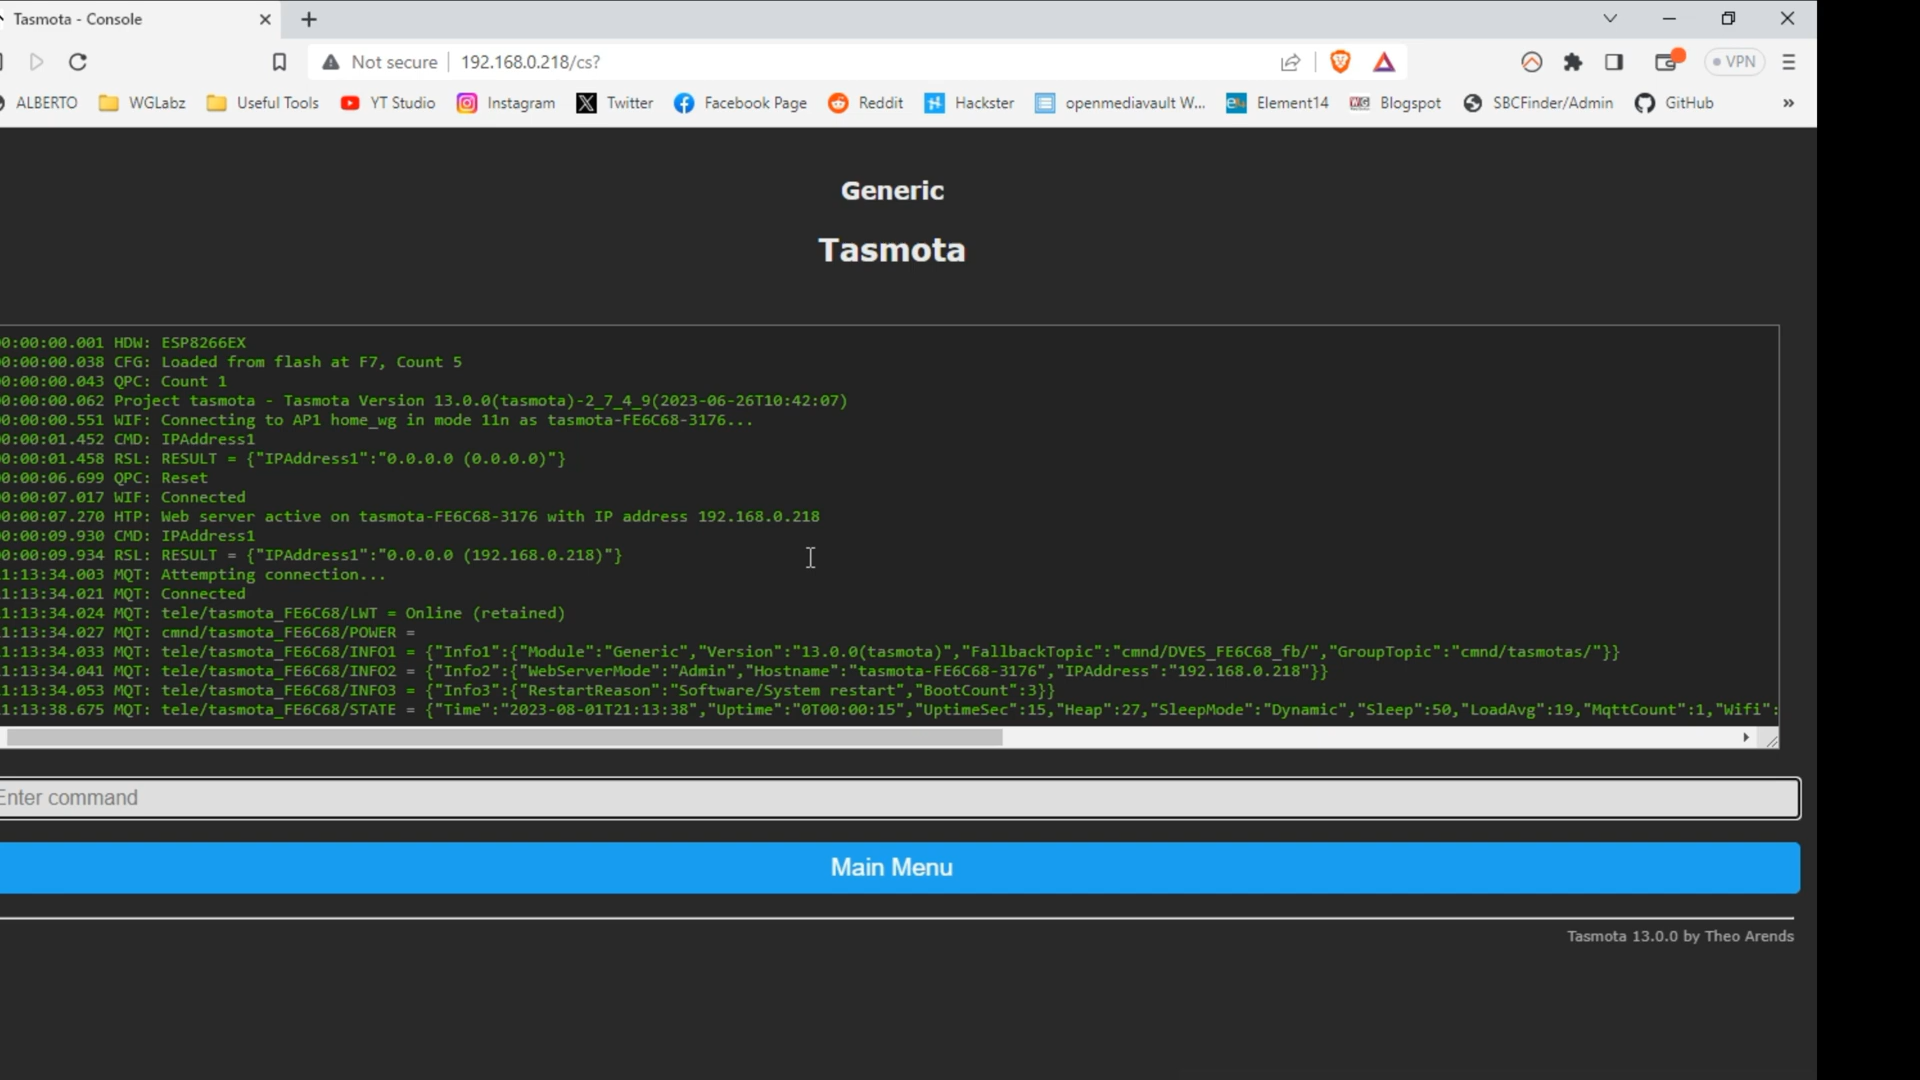 Tasmota - Console
Not secure 192.168.0.218/cs?
VPN
ALBERTO WGLabz Useful Tools YT Studio Instagram Twitter Facebook Page Reddit Hackster openmediavault W... Element14 Blogspot SBCFinder/Admin GitHub »
Generic
Tasmota
0:00:00.001 HDW: ESP8266EX
0:00:00.038 CFG: Loaded from flash at F7, Count 5
0:00:00.043 QPC: Count 1
0:00:00.062 Project tasmota - Tasmota Version 13.0.0(tasmota)-2_7_4_9(2023-06-26T10:42:07)
0:00:00.551 WIF: Connecting to AP1 home_wg in mode 11n as tasmota-FE6C68-3176...
0:00:01.452 CMD: IPAddress1
0:00:01.458 RSL: RESULT = {"IPAddress1":"0.0.0.0 (0.0.0.0)"}
0:00:06.699 QPC: Reset
0:00:07.017 WIF: Connected
0:00:07.270 HTP: Web server active on tasmota-FE6C68-3176 with IP address 192.168.0.218
0:00:09.930 CMD: IPAddress1
0:00:09.934 RSL: RESULT = {"IPAddress1":"0.0.0.0 (192.168.0.218)"}
1:13:34.003 MQT: Attempting connection...
1:13:34.021 MQT: Connected
1:13:34.024 MQT: tele/tasmota_FE6C68/LWT = Online (retained)
1:13:34.027 MQT: cmnd/tasmota_FE6C68/POWER =
1:13:34.033 MQT: tele/tasmota_FE6C68/INFO1 = {"Info1":{"Module":"Generic","Version":"13.0.0(tasmota)","FallbackTopic":"cmnd/DVES_FE6C68_fb/","GroupTopic":"cmnd/tasmotas/"}}
1:13:34.041 MQT: tele/tasmota_FE6C68/INFO2 = {"Info2":{"WebServerMode":"Admin","Hostname":"tasmota-FE6C68-3176","IPAddress":"192.168.0.218"}}
1:13:34.053 MQT: tele/tasmota_FE6C68/INFO3 = {"Info3":{"RestartReason":"Software/System restart","BootCount":3}}
1:13:38.675 MQT: tele/tasmota_FE6C68/STATE = {"Time":"2023-08-01T21:13:38","Uptime":"0T00:00:15","UptimeSec":15,"Heap":27,"SleepMode":"Dynamic","Sleep":50,"LoadAvg":19,"MqttCount":1,"Wifi":
Enter command
Main Menu
Tasmota 13.0.0 by Theo Arends